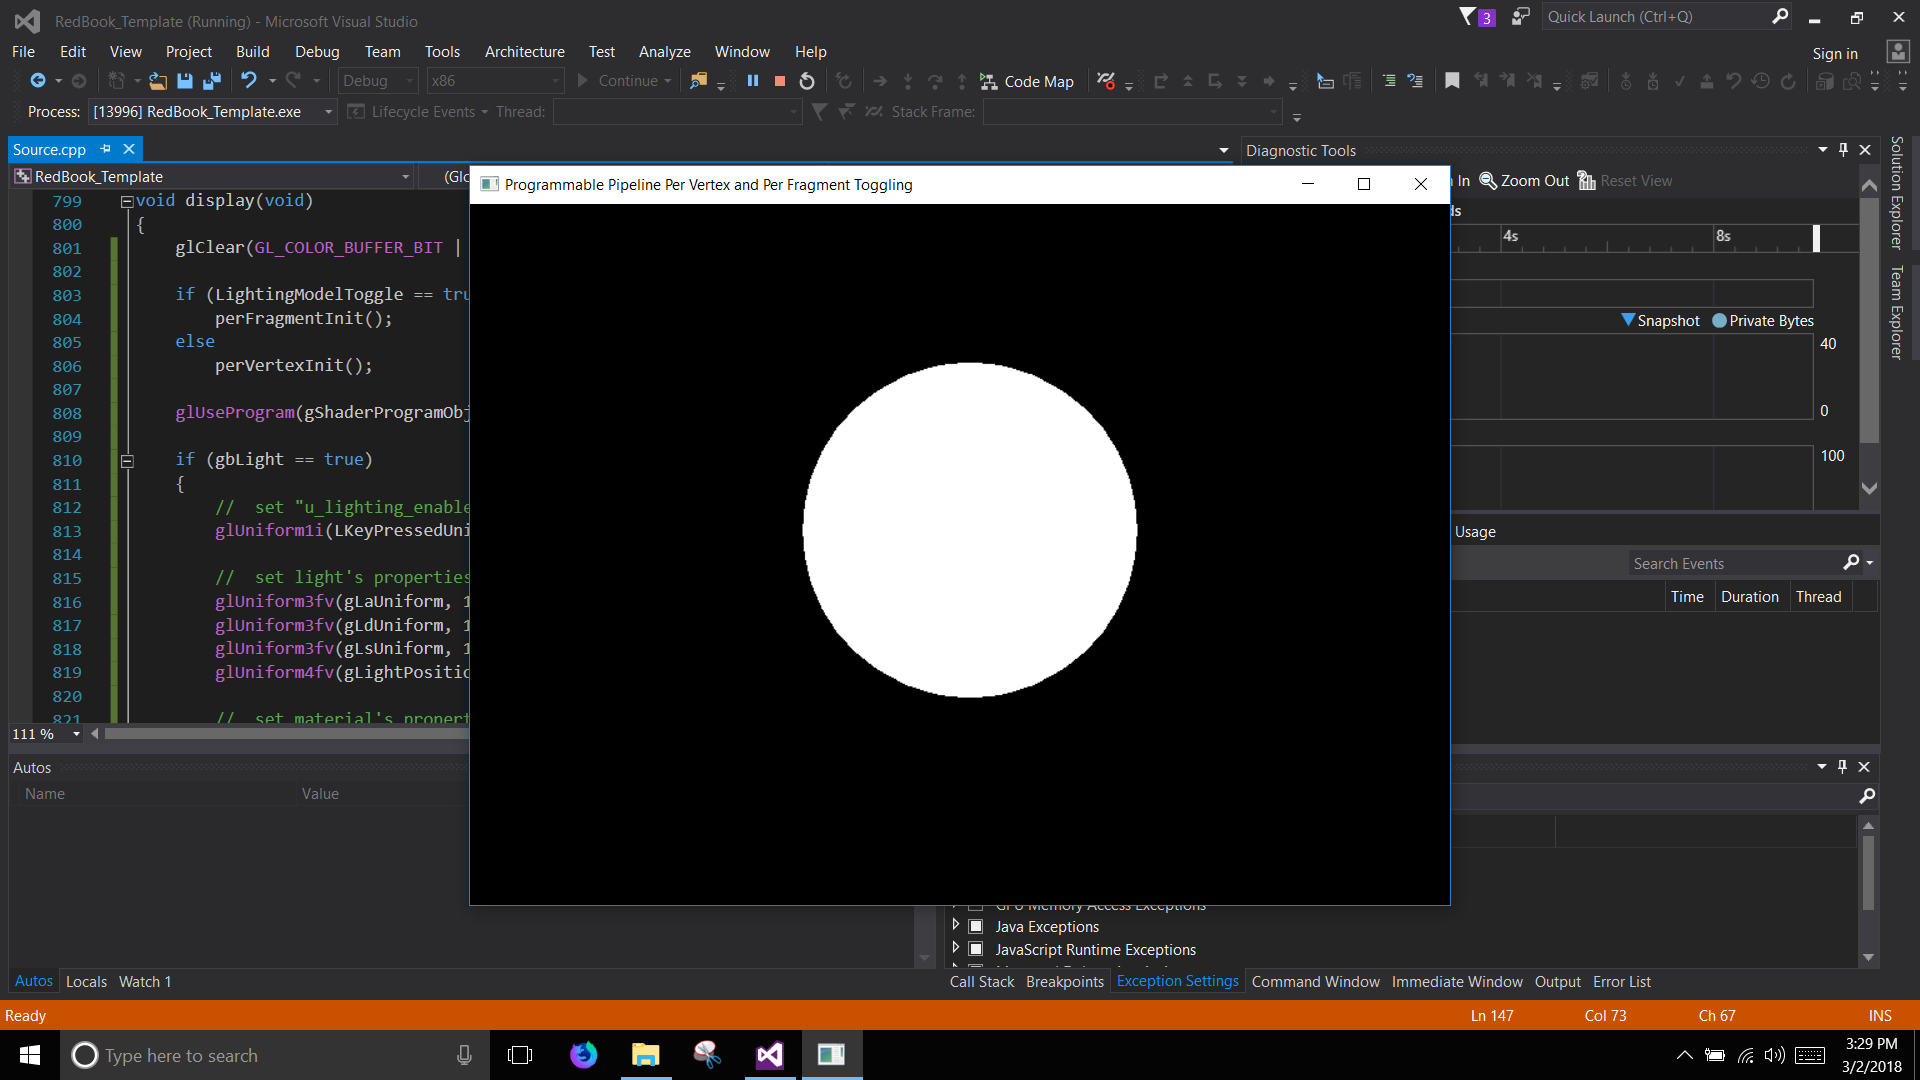 RedBook_Template (Running) - Microsoft Visual Studio
3
Quick Launch (Ctrl+Q)
File Edit View Project Build Debug Team Tools Architecture Test Analyze Window Help
Sign in
Debug x86 Continue Code Map
Process: [13996] RedBook_Template.exe Lifecycle Events Thread: Stack Frame:
Source.cpp
Diagnostic Tools
RedBook_Template
Programmable Pipeline Per Vertex and Per Fragment Toggling
In Zoom Out Reset View
4s 8s
Snapshot Private Bytes
40
0
100
Usage
Search Events
Time Duration Thread
Solution Explorer
Team Explorer
799 void display(void)
800 {
801 glClear(GL_COLOR_BUFFER_BIT |
802
803 if (LightingModelToggle == tru
804 perFragmentInit();
805 else
806 perVertexInit();
807
808 glUseProgram(gShaderProgramObj
809
810 if (gbLight == true)
811 {
812 // set "u_lighting_enable
813 glUniform1i(LKeyPressedUni
814
815 // set light's properties
816 glUniform3fv(gLaUniform, 1
817 glUniform3fv(gLdUniform, 1
818 glUniform3fv(gLsUniform, 1
819 glUniform4fv(gLightPositio
820
821 // set material's propert
111 %
Autos
Name Value
Java Exceptions
JavaScript Runtime Exceptions
Autos Locals Watch 1
Call Stack Breakpoints Exception Settings Command Window Immediate Window Output Error List
Ready
Ln 147 Col 73 Ch 67 INS
Type here to search
3:29 PM
3/2/2018